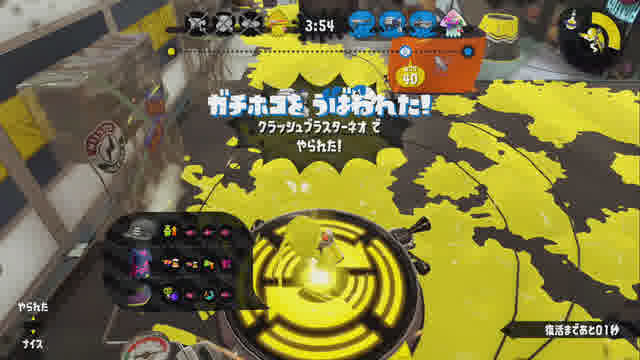 3:54
40
ガチホコを うばわれた!
クラッシュブラスターネオ で
やられた!
やられた
ナイス
復活まであと01秒